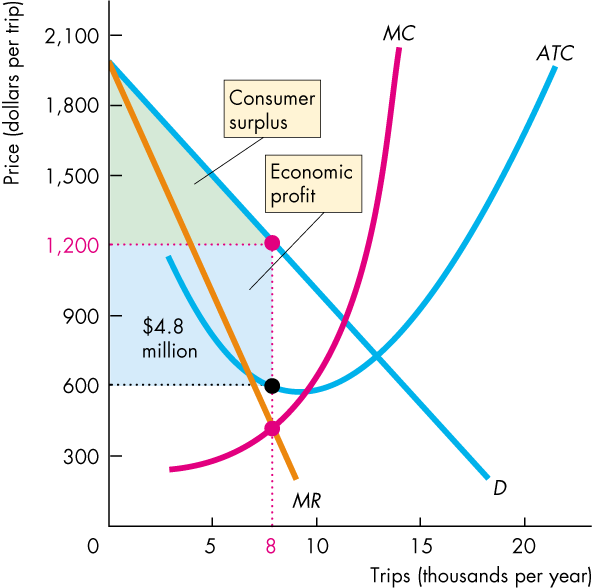 Price (dollars per trip)
2,100
1,800
1,500
1,200
900
600
300
0
5
8
10
15
20
Trips (thousands per year)
MC
ATC
Consumer
surplus
Economic
profit
$4.8
million
MR
D